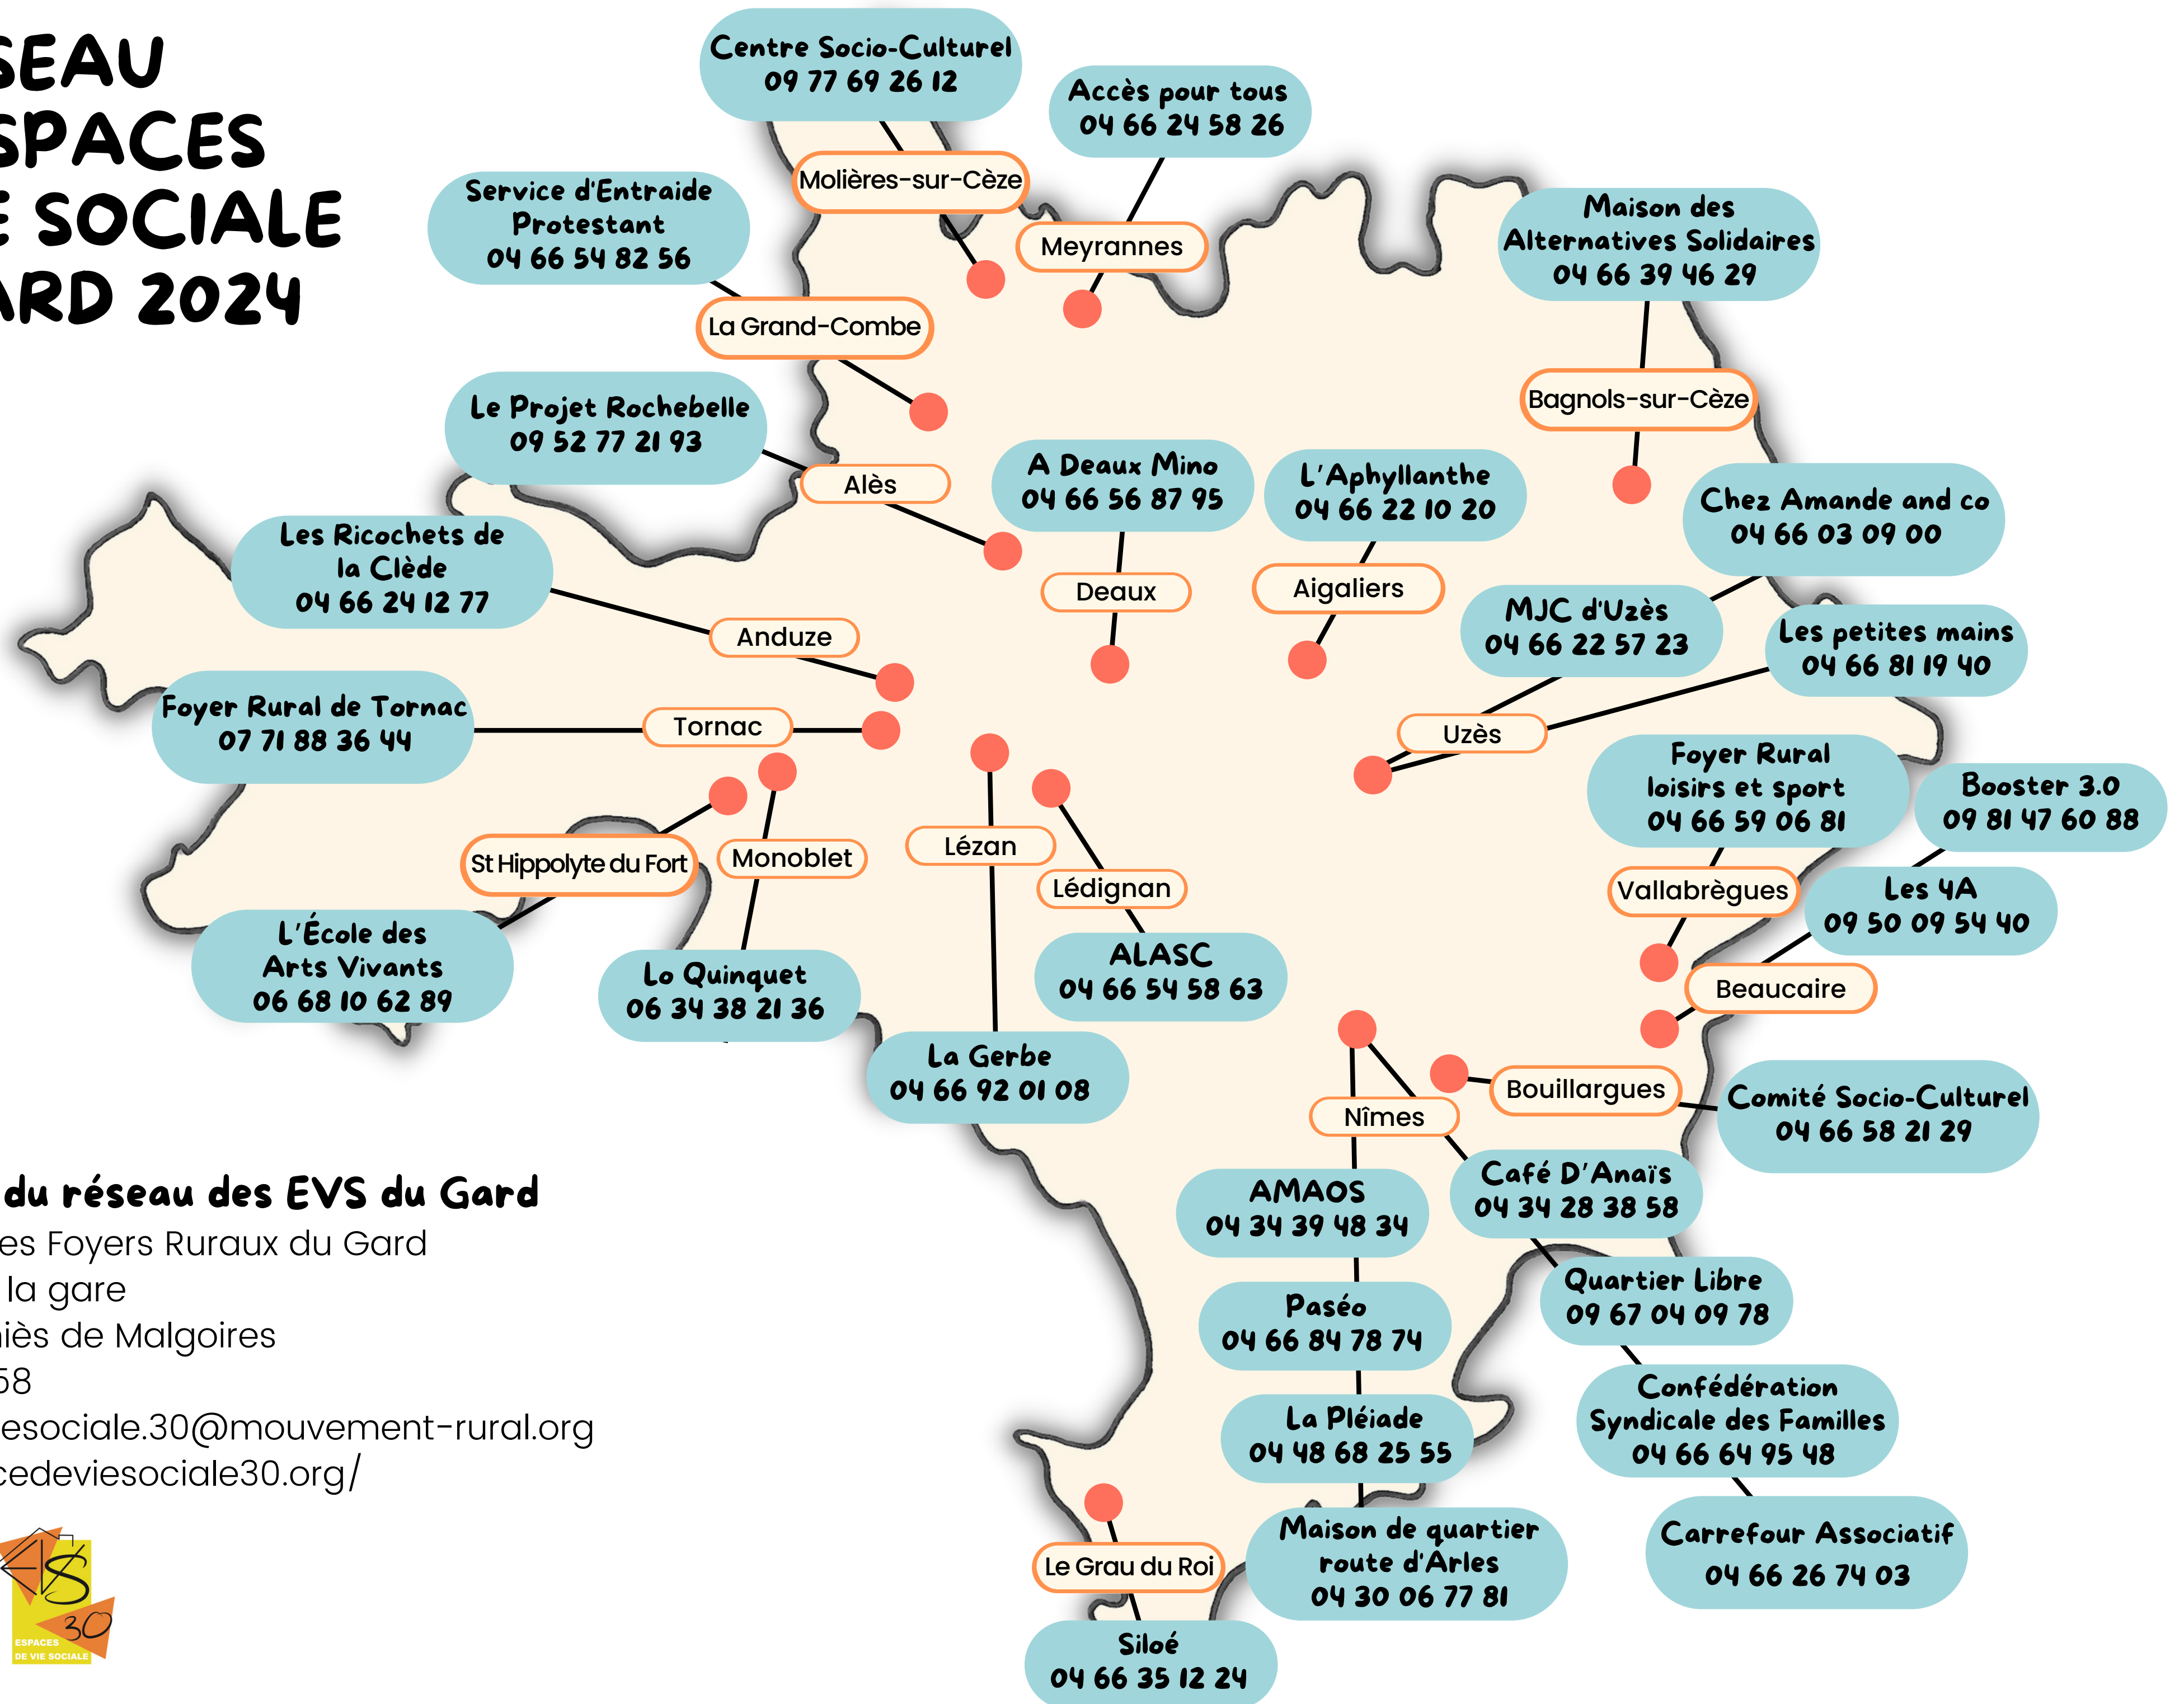 SEAU
SPACES
E SOCIALE
ARD 2024
Centre Socio-Culturel
09 77 69 26 12
Molières-sur-Cèze
Accès pour tous
04 66 24 58 26
Meyrannes
Service d'Entraide
Protestant
04 66 54 82 56
La Grand-Combe
Maison des
Alternatives Solidaires
04 66 39 46 29
Bagnols-sur-Cèze
Le Projet Rochebelle
09 52 77 21 93
Alès
A Deaux Mino
04 66 56 87 95
Deaux
L'Aphyllanthe
04 66 22 10 20
Aigaliers
Chez Amande and co
04 66 03 09 00
MJC d'Uzès
04 66 22 57 23
Les petites mains
04 66 81 19 40
Uzès
Les Ricochets de
la Clède
04 66 24 12 77
Anduze
Foyer Rural de Tornac
07 71 88 36 44
Tornac
St Hippolyte du Fort
L'École des
Arts Vivants
06 68 10 62 89
Monoblet
Lo Quinquet
06 34 38 21 36
Lézan
La Gerbe
04 66 92 01 08
Lédignan
ALASC
04 66 54 58 63
Foyer Rural
loisirs et sport
04 66 59 06 81
Vallabrègues
Booster 3.0
09 81 47 60 88
Les 4A
09 50 09 54 40
Beaucaire
Bouillargues
Comité Socio-Culturel
04 66 58 21 29
Nîmes
AMAOS
04 34 39 48 34
Café D'Anaïs
04 34 28 38 58
Paséo
04 66 84 78 74
Quartier Libre
09 67 04 09 78
La Pléiade
04 48 68 25 55
Confédération
Syndicale des Familles
04 66 64 95 48
Maison de quartier
route d'Arles
04 30 06 77 81
Carrefour Associatif
04 66 26 74 03
Le Grau du Roi
Siloé
04 66 35 12 24
du réseau des EVS du Gard
es Foyers Ruraux du Gard
la gare
niès de Malgoires
58
esociale.30@mouvement-rural.org
cedeviesociale30.org/
EVS
30
ESPACES
DE VIE SOCIALE